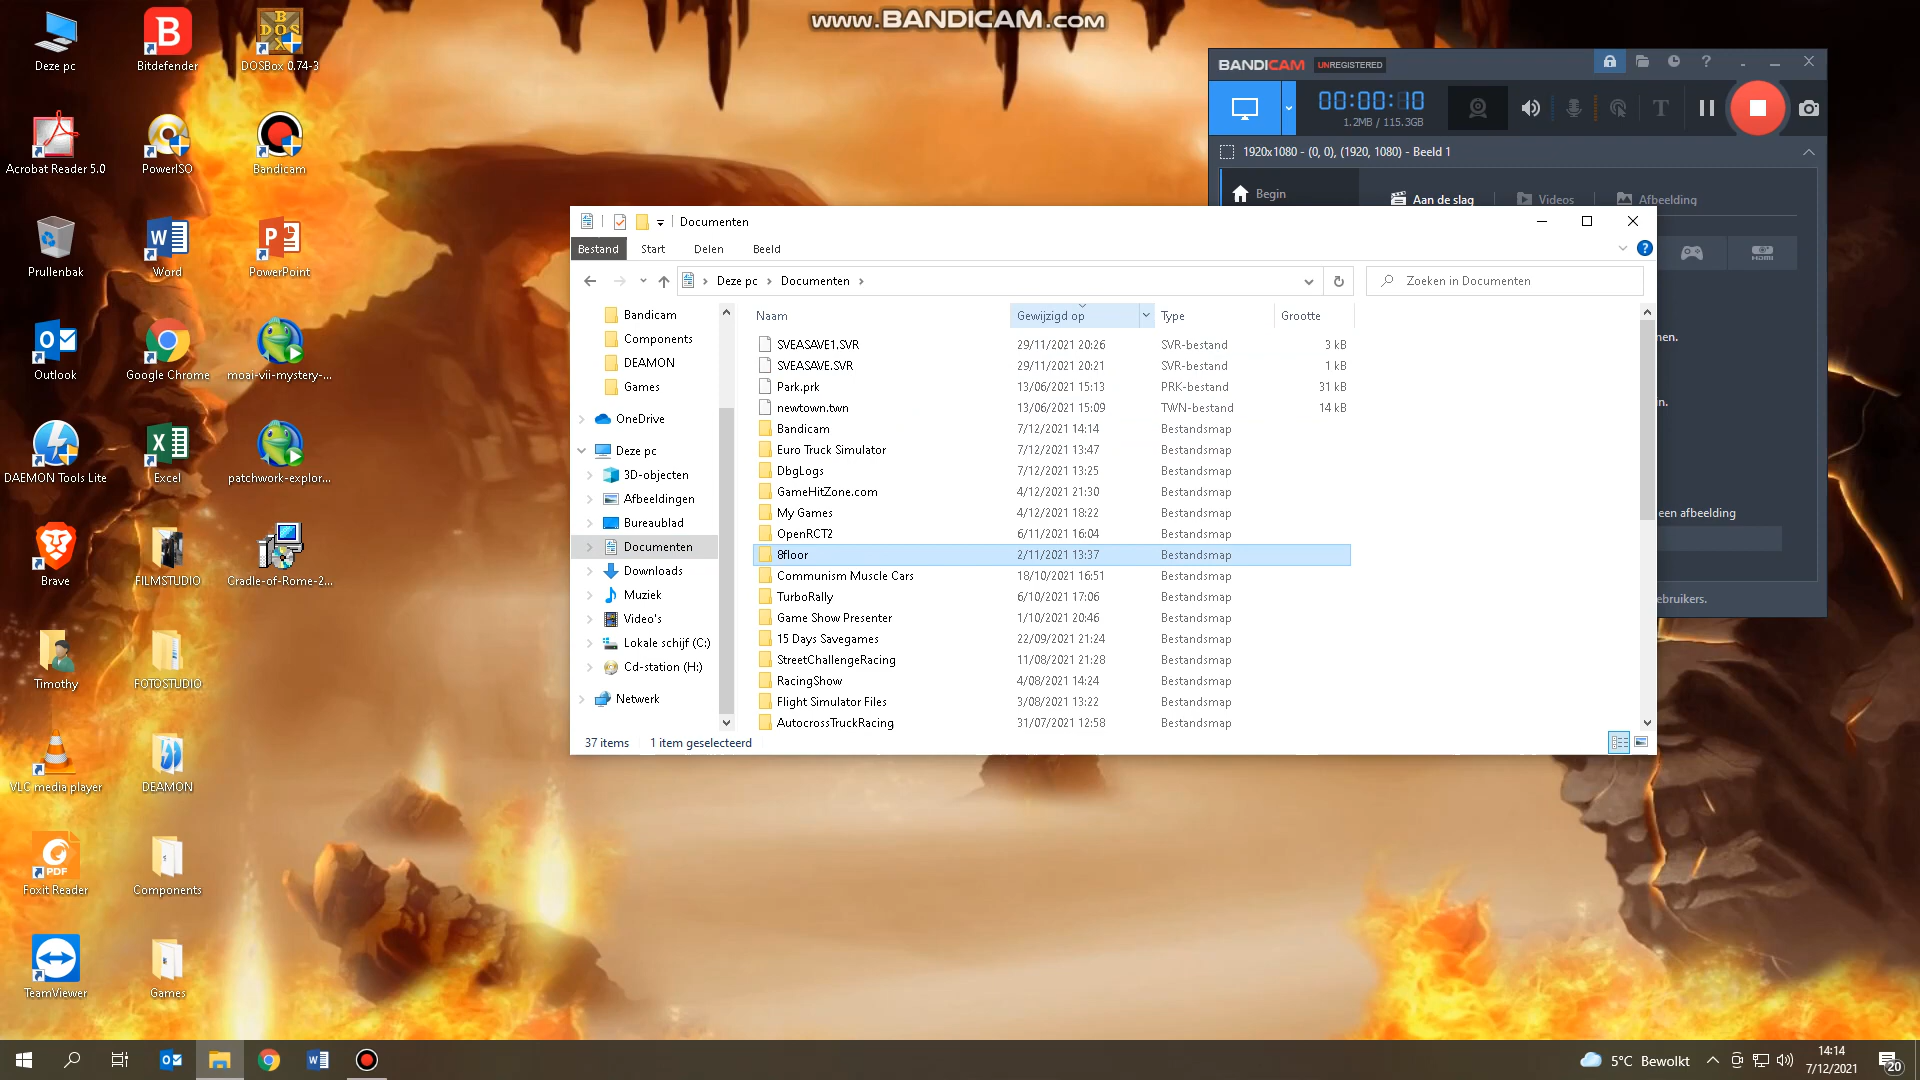 www.BANDICAM.com
Deze pc
Bitdefender
DOSBox 0.74-3
Acrobat Reader 5.0
PowerISO
Bandicam
Prullenbak
Word
PowerPoint
Outlook
Google Chrome
moai-vii-mystery-...
DAEMON Tools Lite
Excel
patchwork-explor...
Brave
FILMSTUDIO
Cradle-of-Rome-2...
Timothy
FOTOSTUDIO
VLC media player
DEAMON
Foxit Reader
Components
TeamViewer
Games
BANDICAM UNREGISTERED
00:00:10
1.2MB / 115.3GB
1920x1080 - (0, 0), (1920, 1080) - Beeld 1
Begin
Aan de slag
Videos
Afbeelding
HDMI
nen.
n.
een afbeelding
ebruikers.
Documenten
Bestand Start Delen Beeld
Deze pc > Documenten >
Zoeken in Documenten
Bandicam
Components
DEAMON
Games
OneDrive
Deze pc
3D-objecten
Afbeeldingen
Bureaublad
Documenten
Downloads
Muziek
Video's
Lokale schijf (C:)
Cd-station (H:)
Netwerk
Naam Gewijzigd op Type Grootte
SVEASAVE1.SVR 29/11/2021 20:26 SVR-bestand 3 kB
SVEASAVE.SVR 29/11/2021 20:21 SVR-bestand 1 kB
Park.prk 13/06/2021 15:13 PRK-bestand 31 kB
newtown.twn 13/06/2021 15:09 TWN-bestand 14 kB
Bandicam 7/12/2021 14:14 Bestandsmap
Euro Truck Simulator 7/12/2021 13:47 Bestandsmap
DbgLogs 7/12/2021 13:25 Bestandsmap
GameHitZone.com 4/12/2021 21:30 Bestandsmap
My Games 4/12/2021 18:22 Bestandsmap
OpenRCT2 6/11/2021 16:04 Bestandsmap
8floor 2/11/2021 13:37 Bestandsmap
Communism Muscle Cars 18/10/2021 16:51 Bestandsmap
TurboRally 6/10/2021 17:06 Bestandsmap
Game Show Presenter 1/10/2021 20:46 Bestandsmap
15 Days Savegames 22/09/2021 21:24 Bestandsmap
StreetChallengeRacing 11/08/2021 21:28 Bestandsmap
RacingShow 4/08/2021 14:24 Bestandsmap
Flight Simulator Files 3/08/2021 13:22 Bestandsmap
AutocrossTruckRacing 31/07/2021 12:58 Bestandsmap
37 items 1 item geselecteerd
5°C Bewolkt
14:14
7/12/2021
20